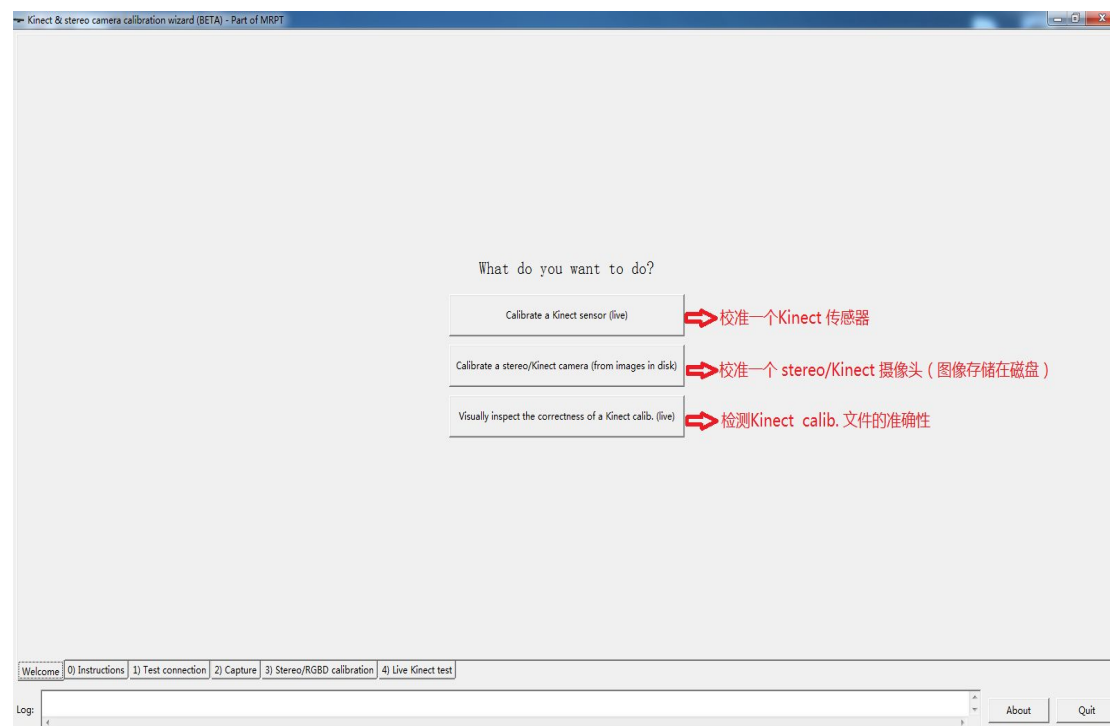 Kinect & stereo camera calibration wizard (BETA) - Part of MRPT
What do you want to do?
Calibrate a Kinect sensor (live)
校准一个Kinect 传感器
Calibrate a stereo/Kinect camera (from images in disk)
校准一个 stereo/Kinect 摄像头（图像存储在磁盘）
Visually inspect the correctness of a Kinect calib. (live)
检测Kinect calib. 文件的准确性
Welcome 0) Instructions 1) Test connection 2) Capture 3) Stereo/RGBD calibration 4) Live Kinect test
Log: About Quit